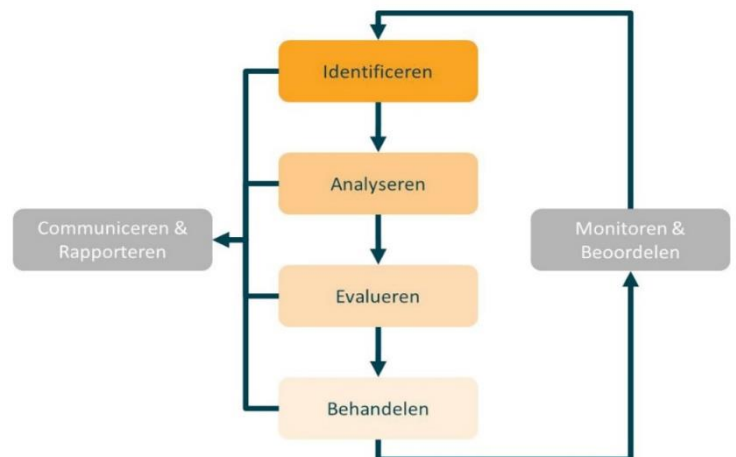 Identificeren
Analyseren
Communiceren &
Rapporteren
Monitoren &
Beoordelen
Evalueren
Behandelen